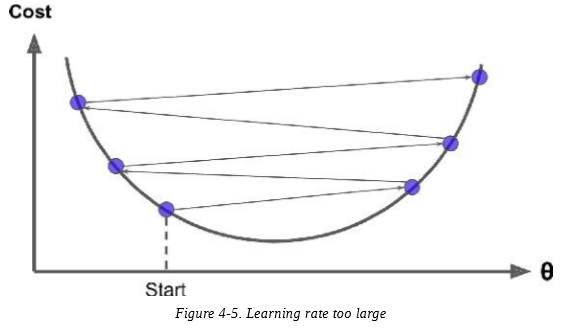 Cost
θ
Start
Figure 4-5. Learning rate too large